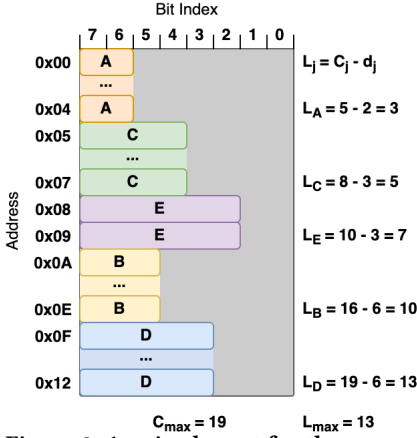 Bit Index
7 6 5 4 3 2 1 0
0x00 A L_j = C_j - d_j
...
0x04 A L_A = 5 - 2 = 3
0x05 C
...
0x07 C L_C = 8 - 3 = 5
0x08 E
0x09 E L_E = 10 - 3 = 7
0x0A B
...
0x0E B L_B = 16 - 6 = 10
0x0F D
...
0x12 D L_D = 19 - 6 = 13
Address
C_max = 19 L_max = 13